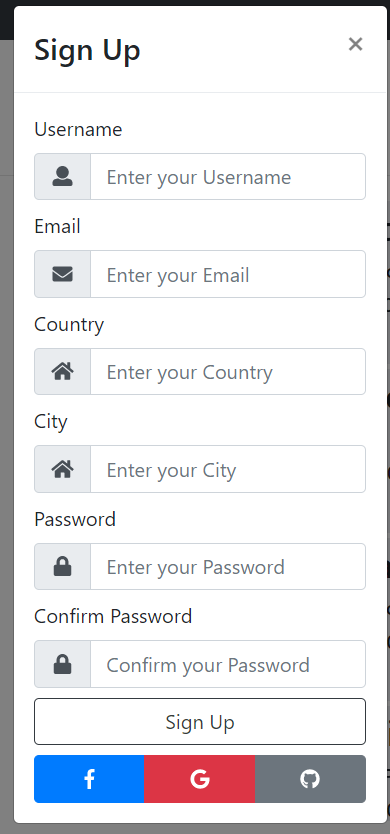 Sign Up
×
Username
Enter your Username
Email
Enter your Email
Country
Enter your Country
City
Enter your City
Password
Enter your Password
Confirm Password
Confirm your Password
Sign Up